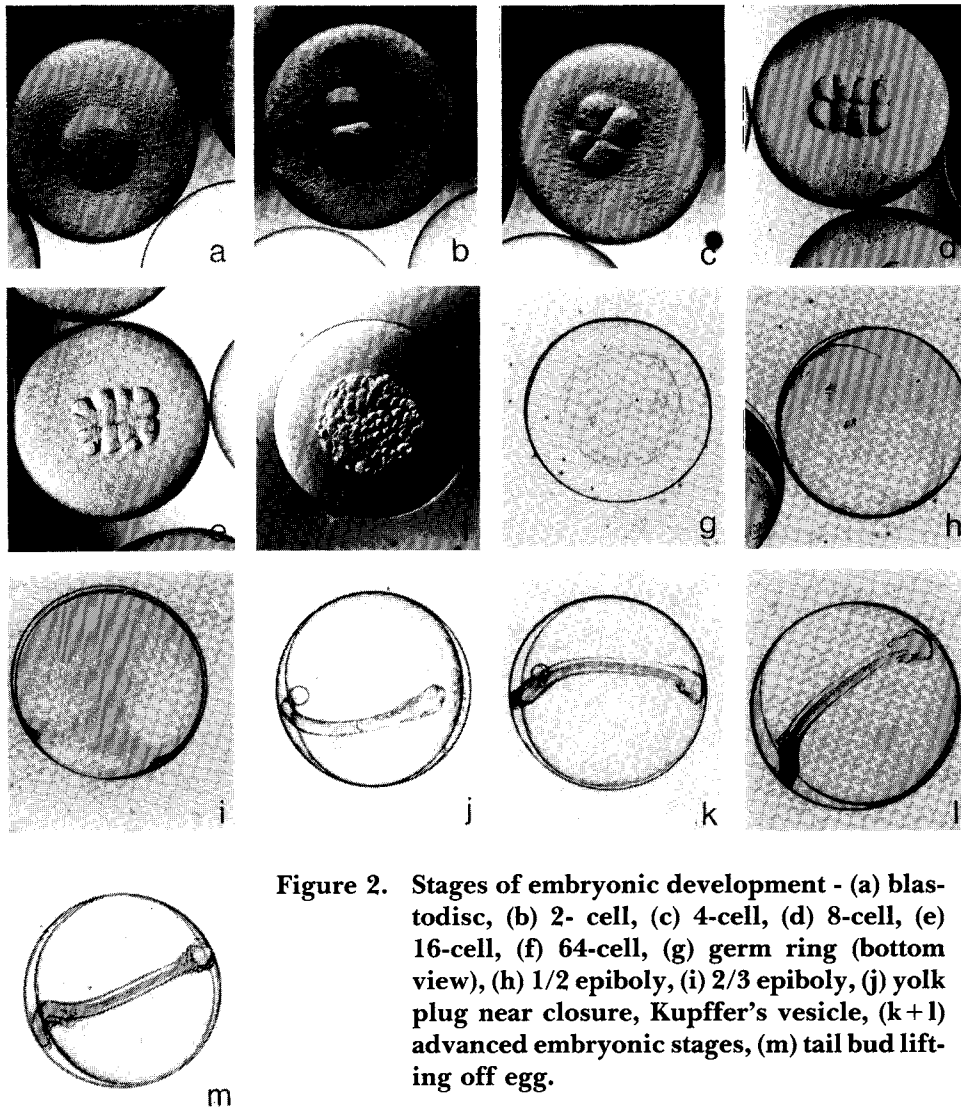 a
b
c
d
e
f
g
h
i
j
k
l
m
Figure 2. Stages of embryonic development - (a) blas-
todisc, (b) 2- cell, (c) 4-cell, (d) 8-cell, (e)
16-cell, (f) 64-cell, (g) germ ring (bottom
view), (h) 1/2 epiboly, (i) 2/3 epiboly, (j) yolk
plug near closure, Kupffer's vesicle, (k+l)
advanced embryonic stages, (m) tail bud lift-
ing off egg.